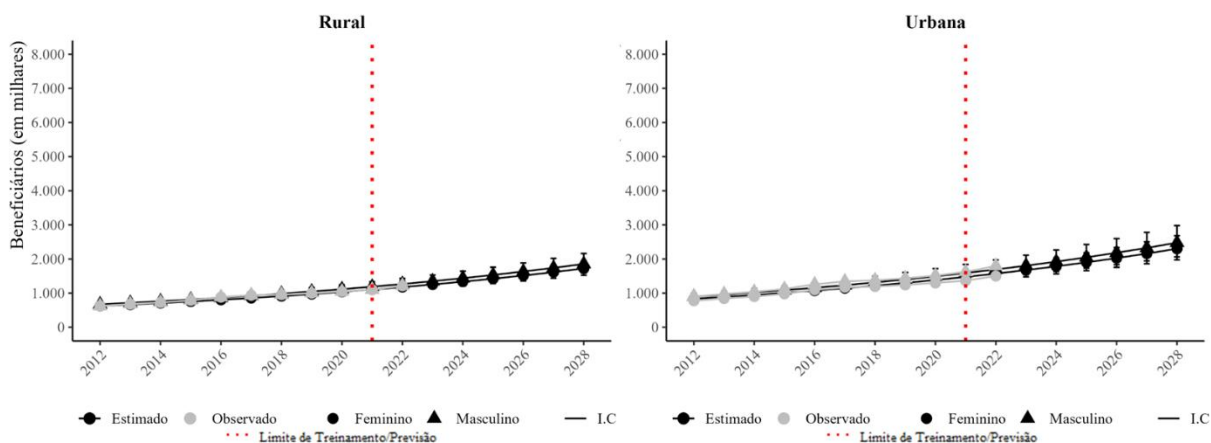 Rural
Beneficiários (em milhares)
8.000
7.000
6.000
5.000
4.000
3.000
2.000
1.000
0
2012 2014 2016 2018 2020 2022 2024 2026 2028
Estimado Observado Feminino Masculino I.C
Limite de Treinamento/Previsão
Urbana
8.000
7.000
6.000
5.000
4.000
3.000
2.000
1.000
0
2012 2014 2016 2018 2020 2022 2024 2026 2028
Estimado Observado Feminino Masculino I.C
Limite de Treinamento/Previsão